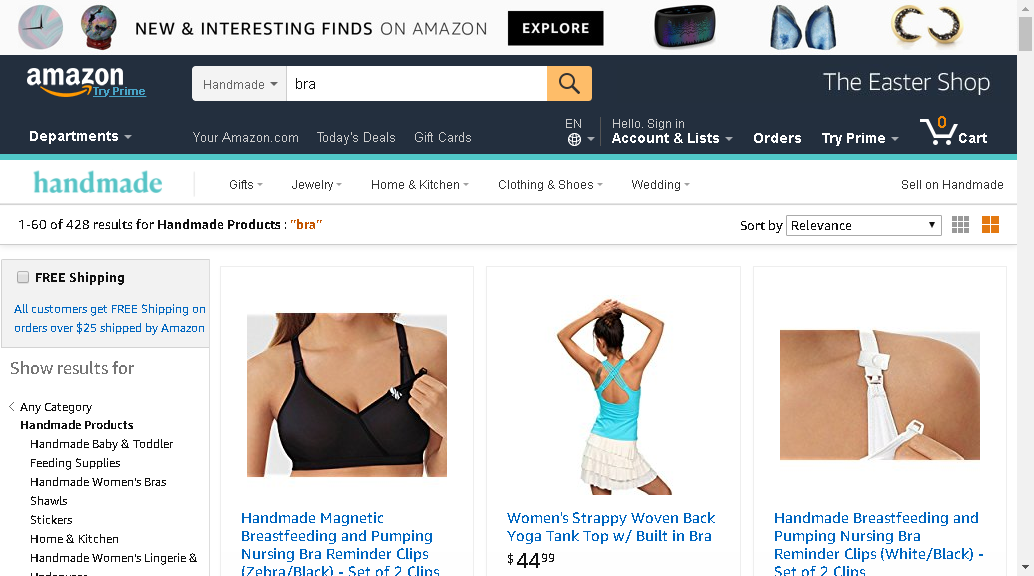 NEW & INTERESTING FINDS ON AMAZON EXPLORE
amazon
Try Prime
Handmade
bra
The Easter Shop
Departments
Your Amazon.com Today's Deals Gift Cards
EN
Hello. Sign in
Account & Lists
Orders
Try Prime
0
Cart
handmade
Gifts Jewelry Home & Kitchen Clothing & Shoes Wedding Sell on Handmade
1-60 of 428 results for Handmade Products : "bra"
Sort by Relevance
FREE Shipping
All customers get FREE Shipping on
orders over $25 shipped by Amazon
Show results for
Any Category
Handmade Products
Handmade Baby & Toddler
Feeding Supplies
Handmade Women's Bras
Shawls
Stickers
Home & Kitchen
Handmade Women's Lingerie &
Handmade Magnetic
Breastfeeding and Pumping
Nursing Bra Reminder Clips
(Zebra/Black) - Set of 2 Clips
Women's Strappy Woven Back
Yoga Tank Top w/ Built in Bra
$44 99
Handmade Breastfeeding and
Pumping Nursing Bra
Reminder Clips (White/Black) -
Set of 2 Clips